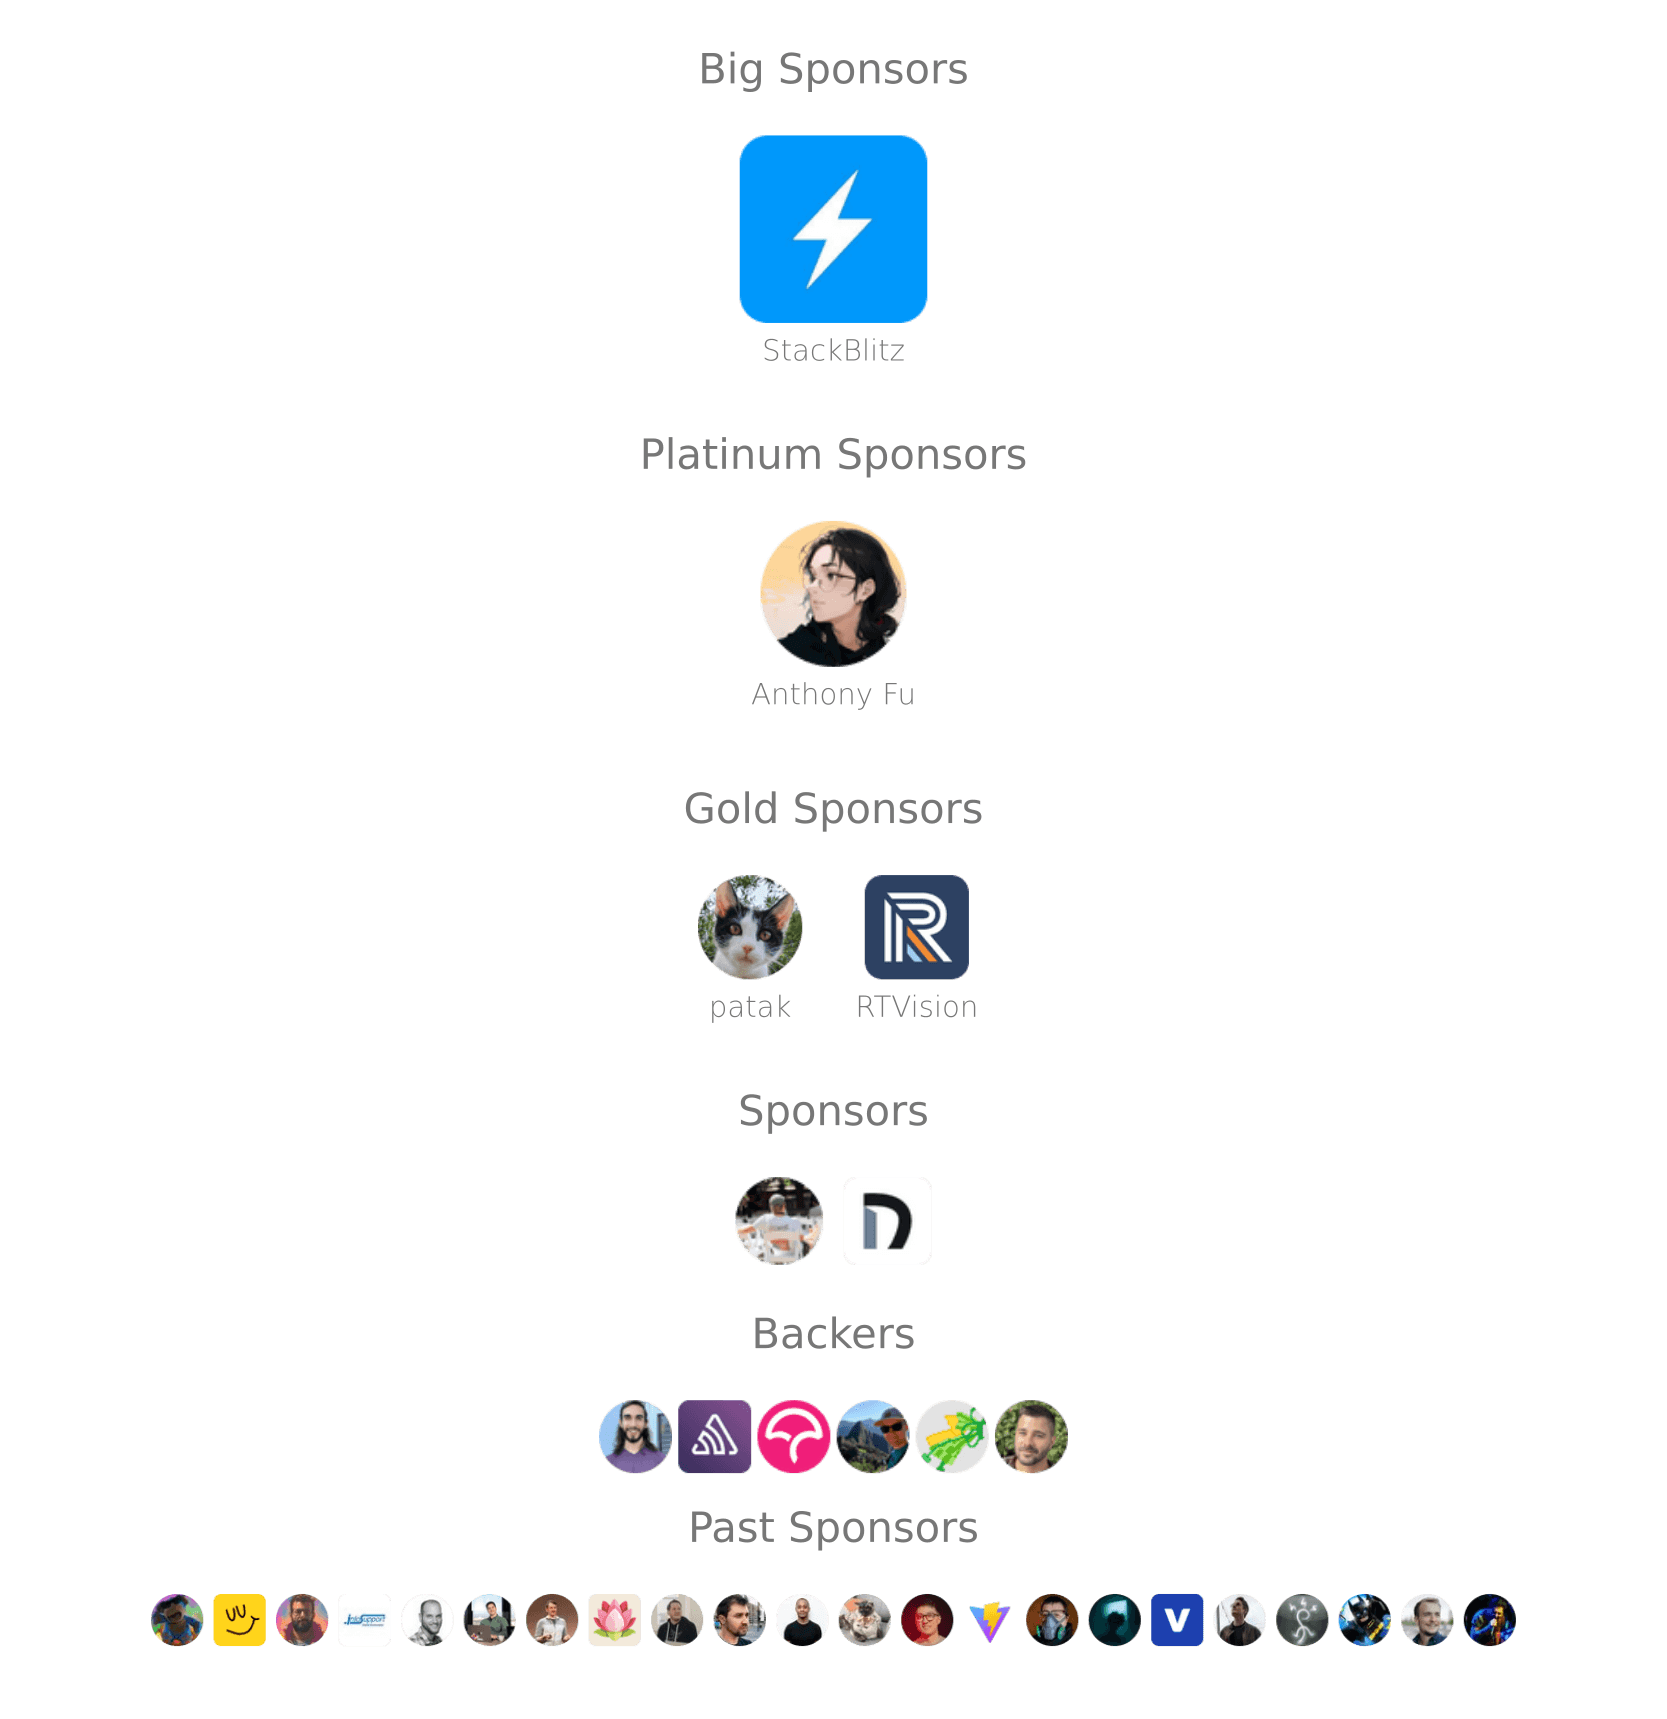 Big Sponsors
StackBlitz
Platinum Sponsors
Anthony Fu
Gold Sponsors
patak RTVision
Sponsors
Backers
Past Sponsors